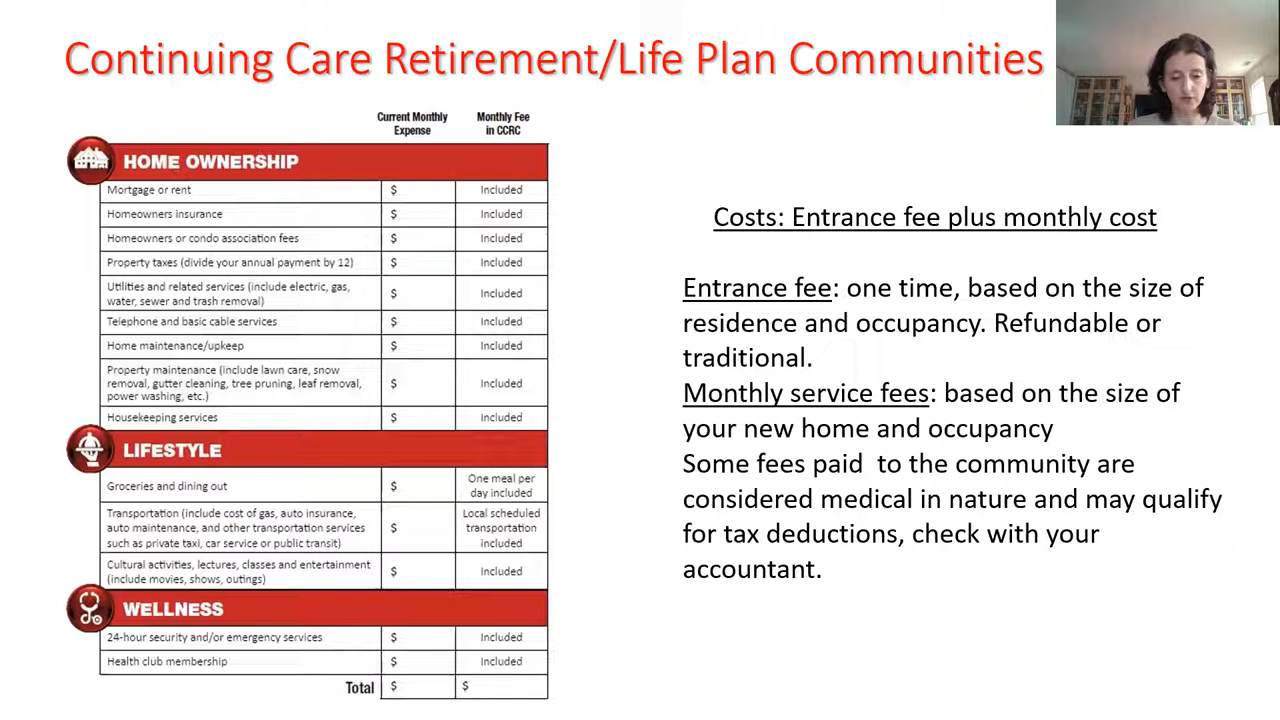 Continuing Care Retirement/Life Plan Communities
Current Monthly
Expense
Monthly Fee
in CCRC
HOME OWNERSHIP
Mortgage or rent $ Included
Homeowners insurance $ Included
Homeowners or condo association fees $ Included
Property taxes (divide your annual payment by 12) $ Included
Utilities and related services (include electric, gas,
water, sewer and trash removal) $ Included
Telephone and basic cable services $ Included
Home maintenance/upkeep $ Included
Property maintenance (include lawn care, snow
removal, gutter cleaning, tree pruning, leaf removal,
power washing, etc.) $ Included
Housekeeping services $ Included
LIFESTYLE
Groceries and dining out $ One meal per
day included
Transportation (include cost of gas, auto insurance,
auto maintenance, and other transportation services
such as private taxi, car service or public transit) $ Local scheduled
transportation
included
Cultural activities, lectures, classes and entertainment
(include movies, shows, outings) $ Included
WELLNESS
24-hour security and/or emergency services $ Included
Health club membership $ Included
Total $ $
Costs: Entrance fee plus monthly cost
Entrance fee: one time, based on the size of
residence and occupancy. Refundable or
traditional.
Monthly service fees: based on the size of
your new home and occupancy
Some fees paid  to the community are
considered medical in nature and may qualify
for tax deductions, check with your
accountant.